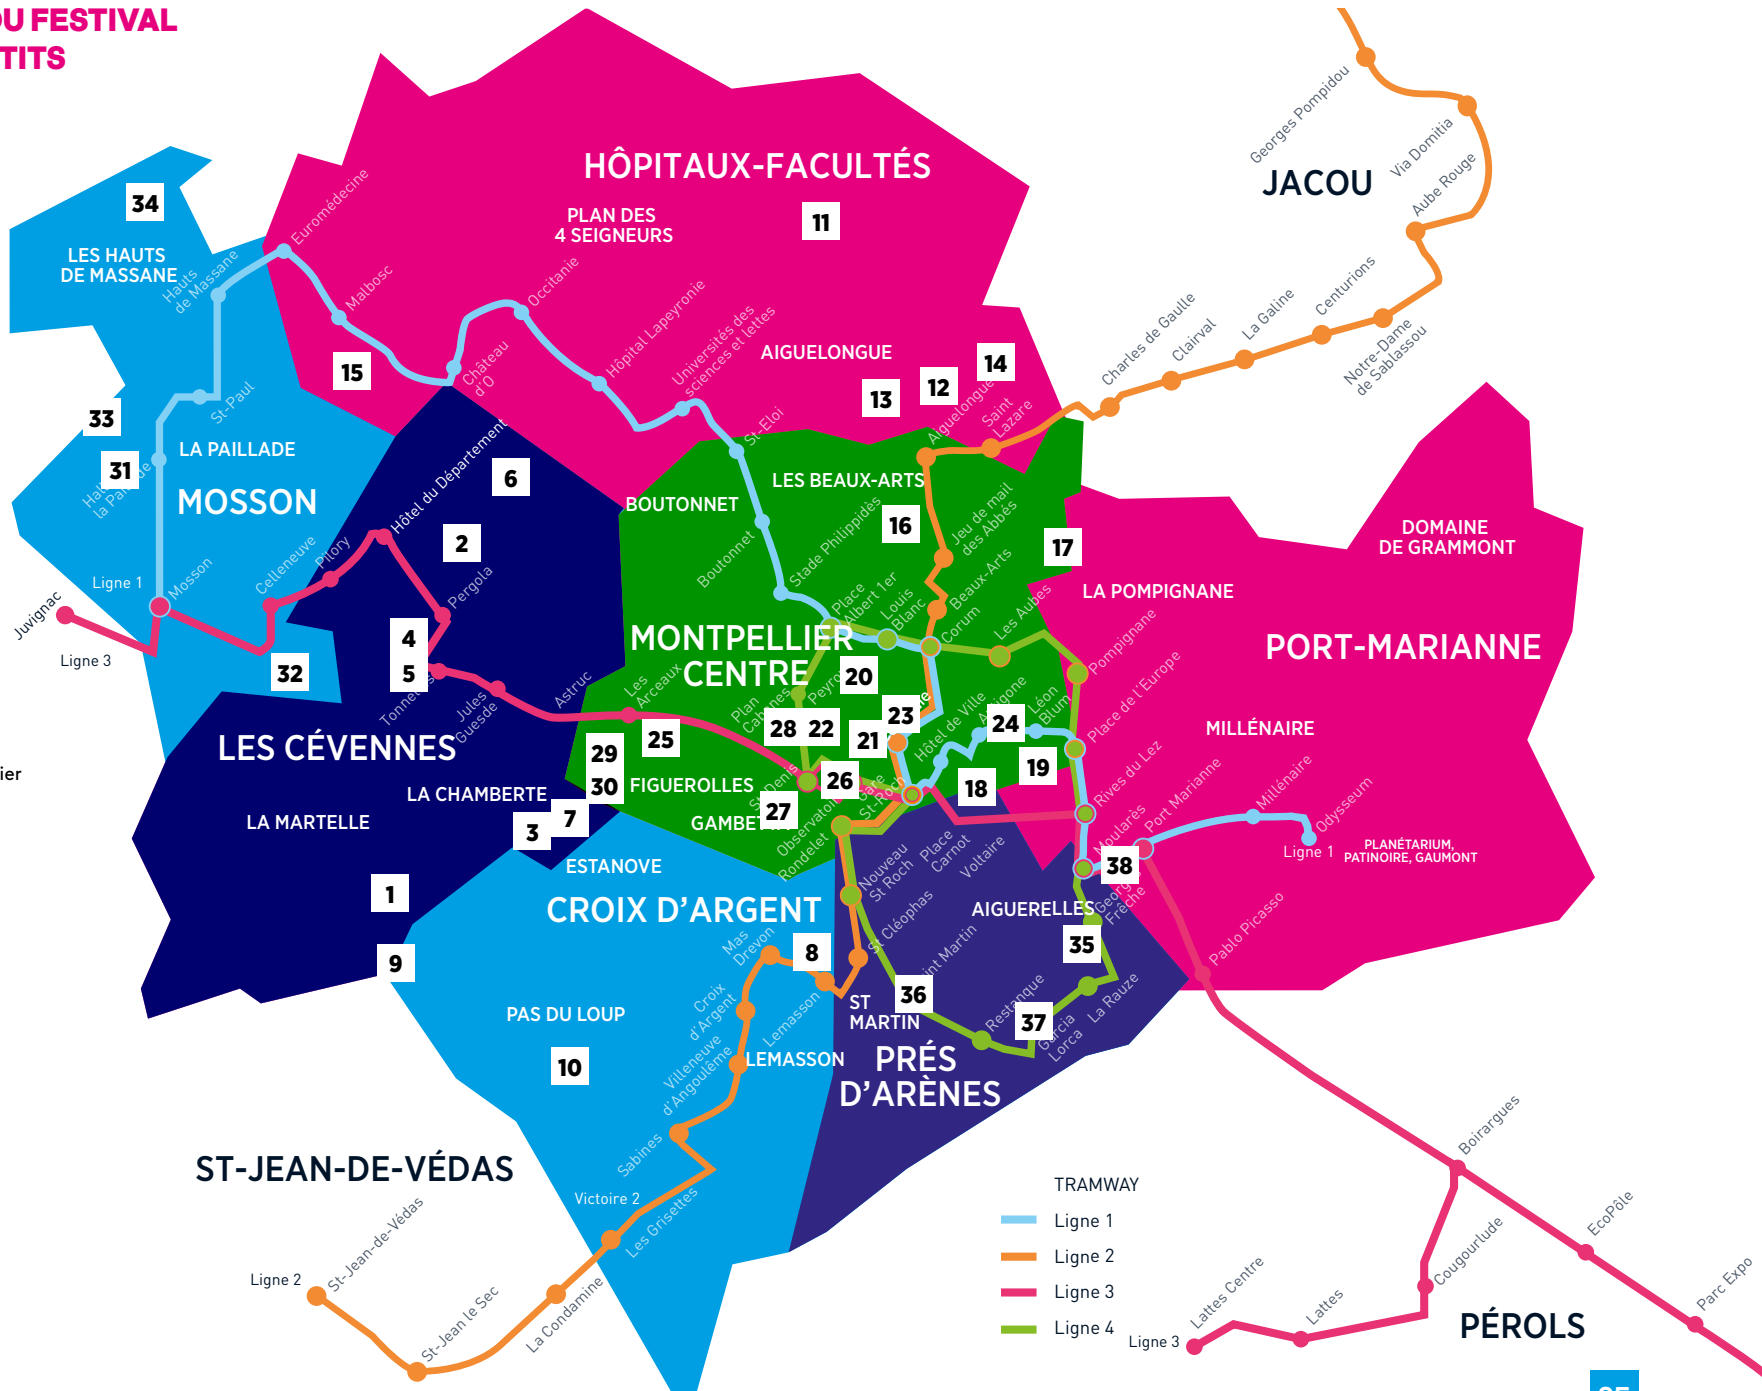 OU FESTIVAL
TITS
HÔPITAUX-FACULTÉS
PLAN DES
4 SEIGNEURS
11
34
LES HAUTS
DE MASSANE
Hauts
de Massane
Euromédecine
Malbosc
15
Château
d'O
Occitanie
Hôpital Lapeyronie
Universités des
sciences et lettes
St-Eloi
AIGUELONGUE
13
12
14
Aiguelongue
Saint
Lazare
Georges Pompidou
JACOU
Via Domitia
Aube Rouge
Charles de Gaulle
Clairval
La Galine
Centurions
Notre-Dame
de Sablassou
33
St-Paul
31
LA PAILLADE
MOSSON
Ligne 1
Mosson
Juvignac
Ligne 3
Celleneuve
Pilory
Hôtel du Département
6
2
Pergola
4
5
32
Jules
Guesde
Astruc
Les
Arceaux
LES CÉVENNES
LA CHAMBERTE
LA MARTELLE
3
7
1
9
ier
BOUTONNET
LES BEAUX-ARTS
16
Boutonnet
Stade Philippidès
Jeu de mail
des Abbés
17
Place
Albert 1er
Louis
Blanc
Beaux-Arts
Corum
Les Aubes
MONTPELLIER
CENTRE
20
Plan
28
22
23
21
Hôtel de Ville
24
Léon
Blum
19
18
29
30
25
FIGUEROLLES
26
27
Observatoire
Gare
St-Roch
Rondelet
LA POMPIGNANE
Pompignane
DOMAINE
DE GRAMMONT
PORT-MARIANNE
Place de l'Europe
MILLÉNAIRE
Rives du Lez
Moularès
Port Marianne
Millénaire
Odysseum
Ligne 1
PLANÉTARIUM,
PATINOIRE, GAUMONT
38
Pablo Picasso
ESTANOVE
CROIX D'ARGENT
Mas
Drevon
8
Croix
d'Argent
Lemasson
PAS DU LOUP
10
Villeneuve
d'Angoulême
LEMASSON
Sabines
Nouveau
St Roch
Place
Carnot
Voltaire
St Cléophas
AIGUERELLES
Georges
Frêche
35
36
ST
MARTIN
Restanque
37
Garcia
Lorca
La Rauze
PRÉS
D'ARÈNES
ST-JEAN-DE-VÉDAS
Victoire 2
Les Grisettes
Ligne 2
St-Jean-de-Védas
St-Jean le Sec
La Condamine
TRAMWAY
Ligne 1
Ligne 2
Ligne 3
Ligne 4
Ligne 3
Lattes Centre
Lattes
Cougourlude
Boirargues
EcoPôle
Parc Expo
PÉROLS